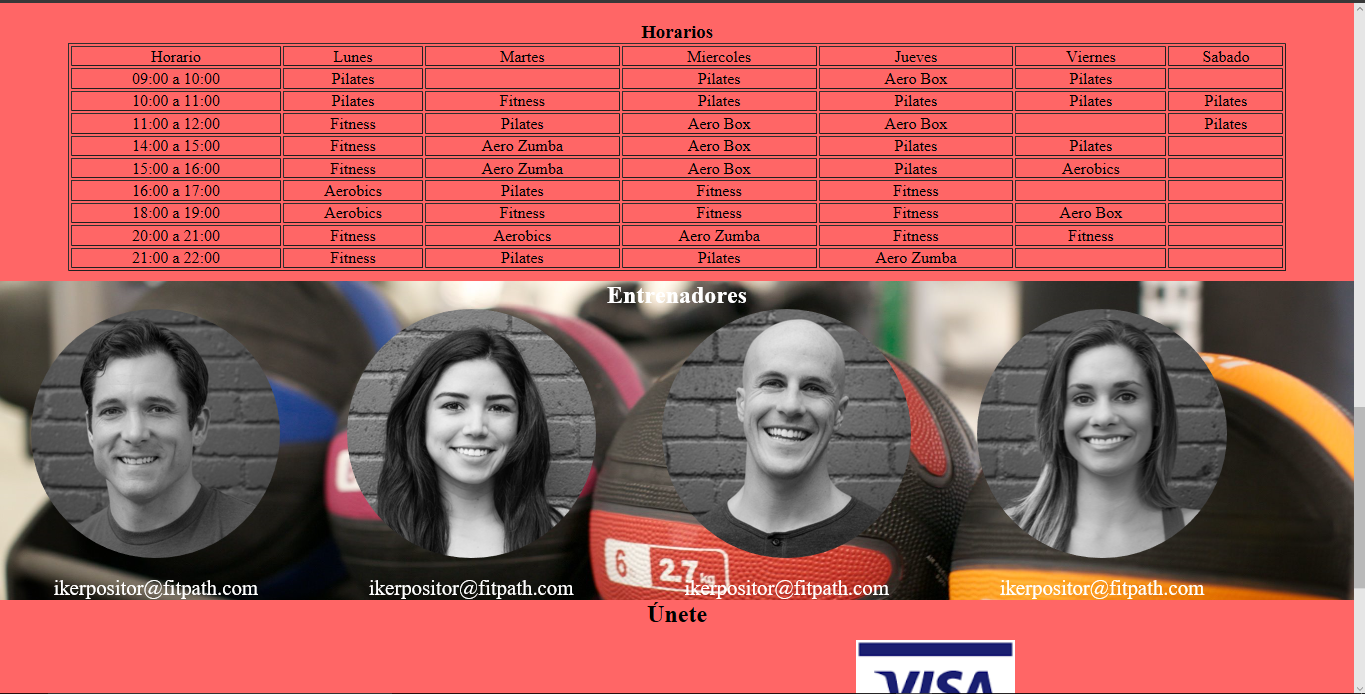 Horarios
Horario Lunes Martes Miercoles Jueves Viernes Sabado
09:00 a 10:00 Pilates Pilates Aero Box Pilates
10:00 a 11:00 Pilates Fitness Pilates Pilates Pilates Pilates
11:00 a 12:00 Fitness Pilates Aero Box Aero Box Pilates
14:00 a 15:00 Fitness Aero Zumba Aero Box Pilates Pilates
15:00 a 16:00 Fitness Aero Zumba Aero Box Pilates Aerobics
16:00 a 17:00 Aerobics Pilates Fitness Fitness
18:00 a 19:00 Aerobics Fitness Fitness Fitness Aero Box
20:00 a 21:00 Fitness Aerobics Aero Zumba Fitness Fitness
21:00 a 22:00 Fitness Pilates Pilates Aero Zumba
Entrenadores
6 2.7 kg
ikerpositor@fitpath.com ikerpositor@fitpath.com ikerpositor@fitpath.com ikerpositor@fitpath.com
Únete
VISA